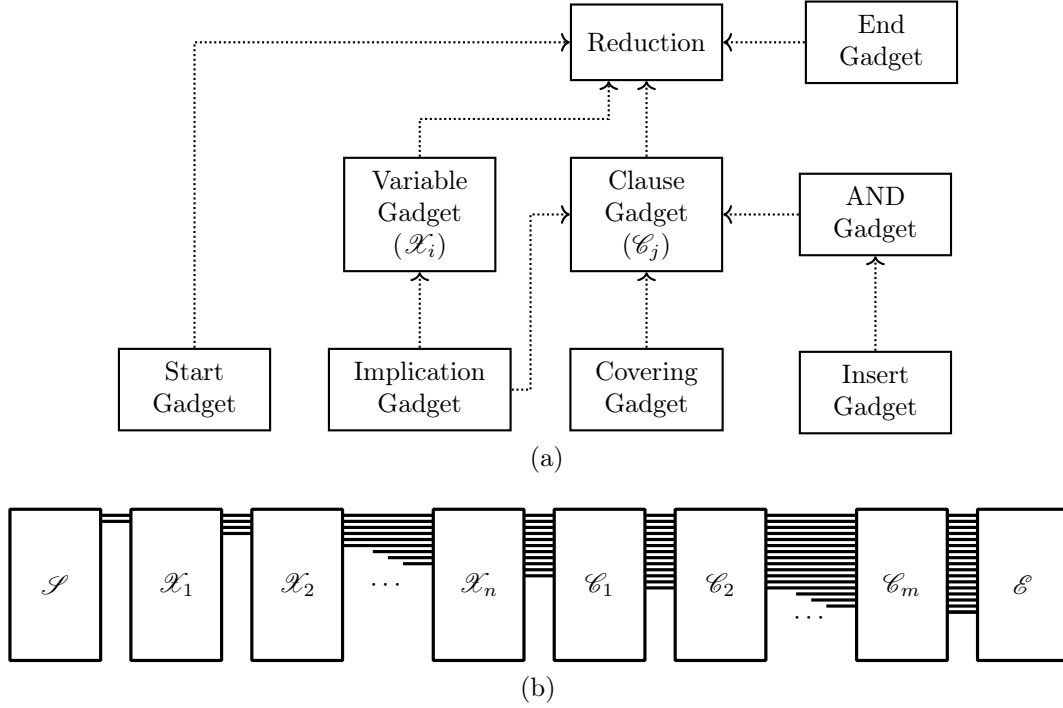 Reduction
End
Gadget
Variable
Gadget
(𝒳ᵢ)
Clause
Gadget
(𝒞ⱼ)
AND
Gadget
Start
Gadget
Implication
Gadget
Covering
Gadget
Insert
Gadget
(a)
𝒮 𝒳₁ 𝒳₂ ... 𝒳ₙ 𝒞₁ 𝒞₂ ... 𝒞ₘ ℰ
(b)